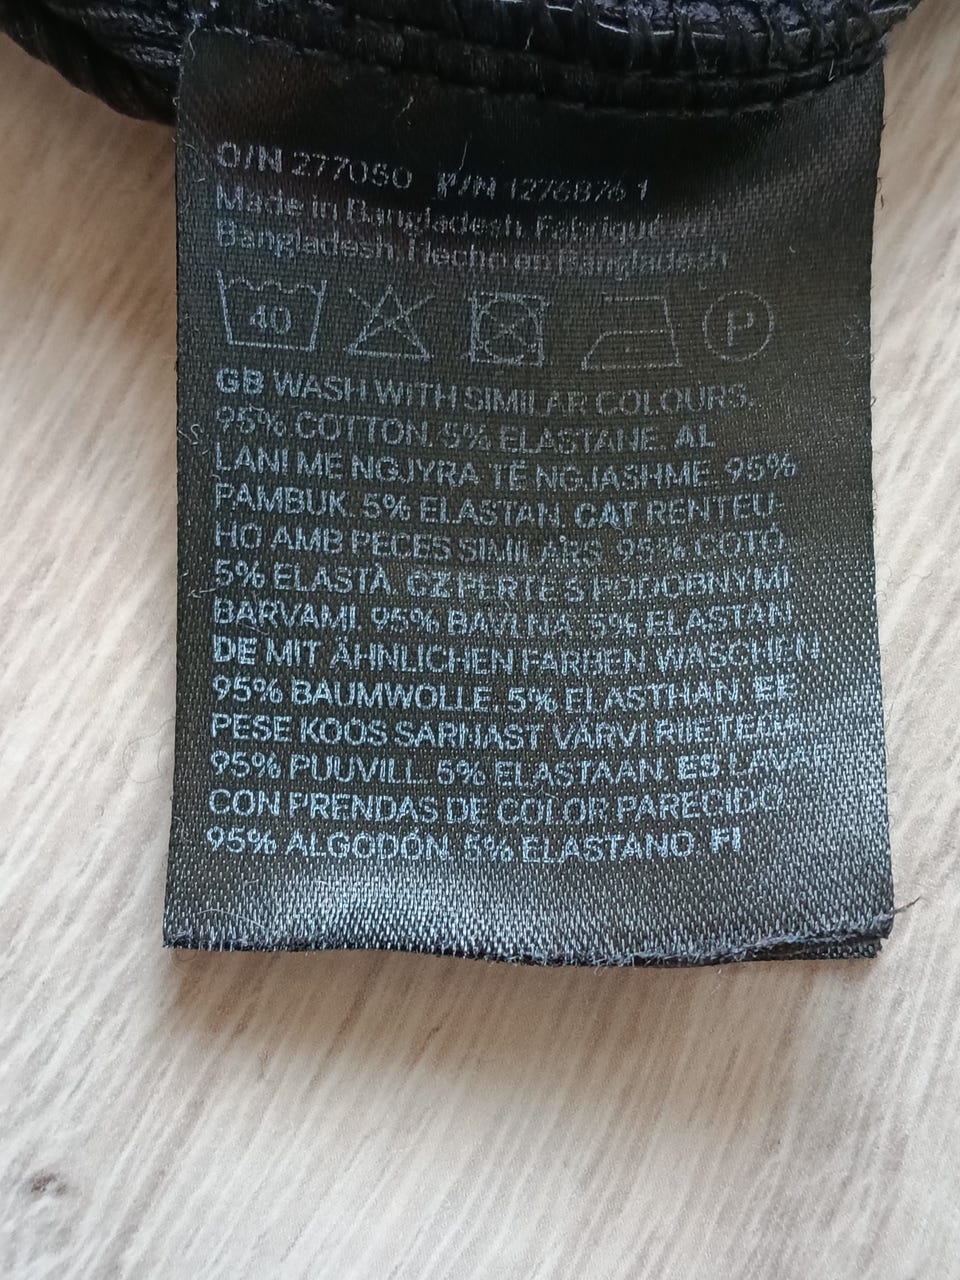 O/N 277050 P/N 1276876 1
Made in Bangladesh Fabriqué au
Bangladesh Hecho en Bangladesh
40 P
GB WASH WITH SIMILAR COLOURS.
95% COTTON. 5% ELASTANE. AL
LANI ME NGJYRA TË NGJASHME. 95%
PAMBUK. 5% ELASTAN. CAT RENTEU-
HO AMB PECES SIMILARS. 95% COTÓ.
5% ELASTÀ. CZ PERTE S PODOBNÝMI
BARVAMI. 95% BAVLNA. 5% ELASTAN.
DE MIT ÄHNLICHEN FARBEN WASCHEN.
95% BAUMWOLLE. 5% ELASTHAN. EE
PESE KOOS SARNAST VÄRVI RIIETEGA.
95% PUUVILL. 5% ELASTAAN. ES LAVAR
CON PRENDAS DE COLOR PARECIDO.
95% ALGODÓN. 5% ELASTANO. FI